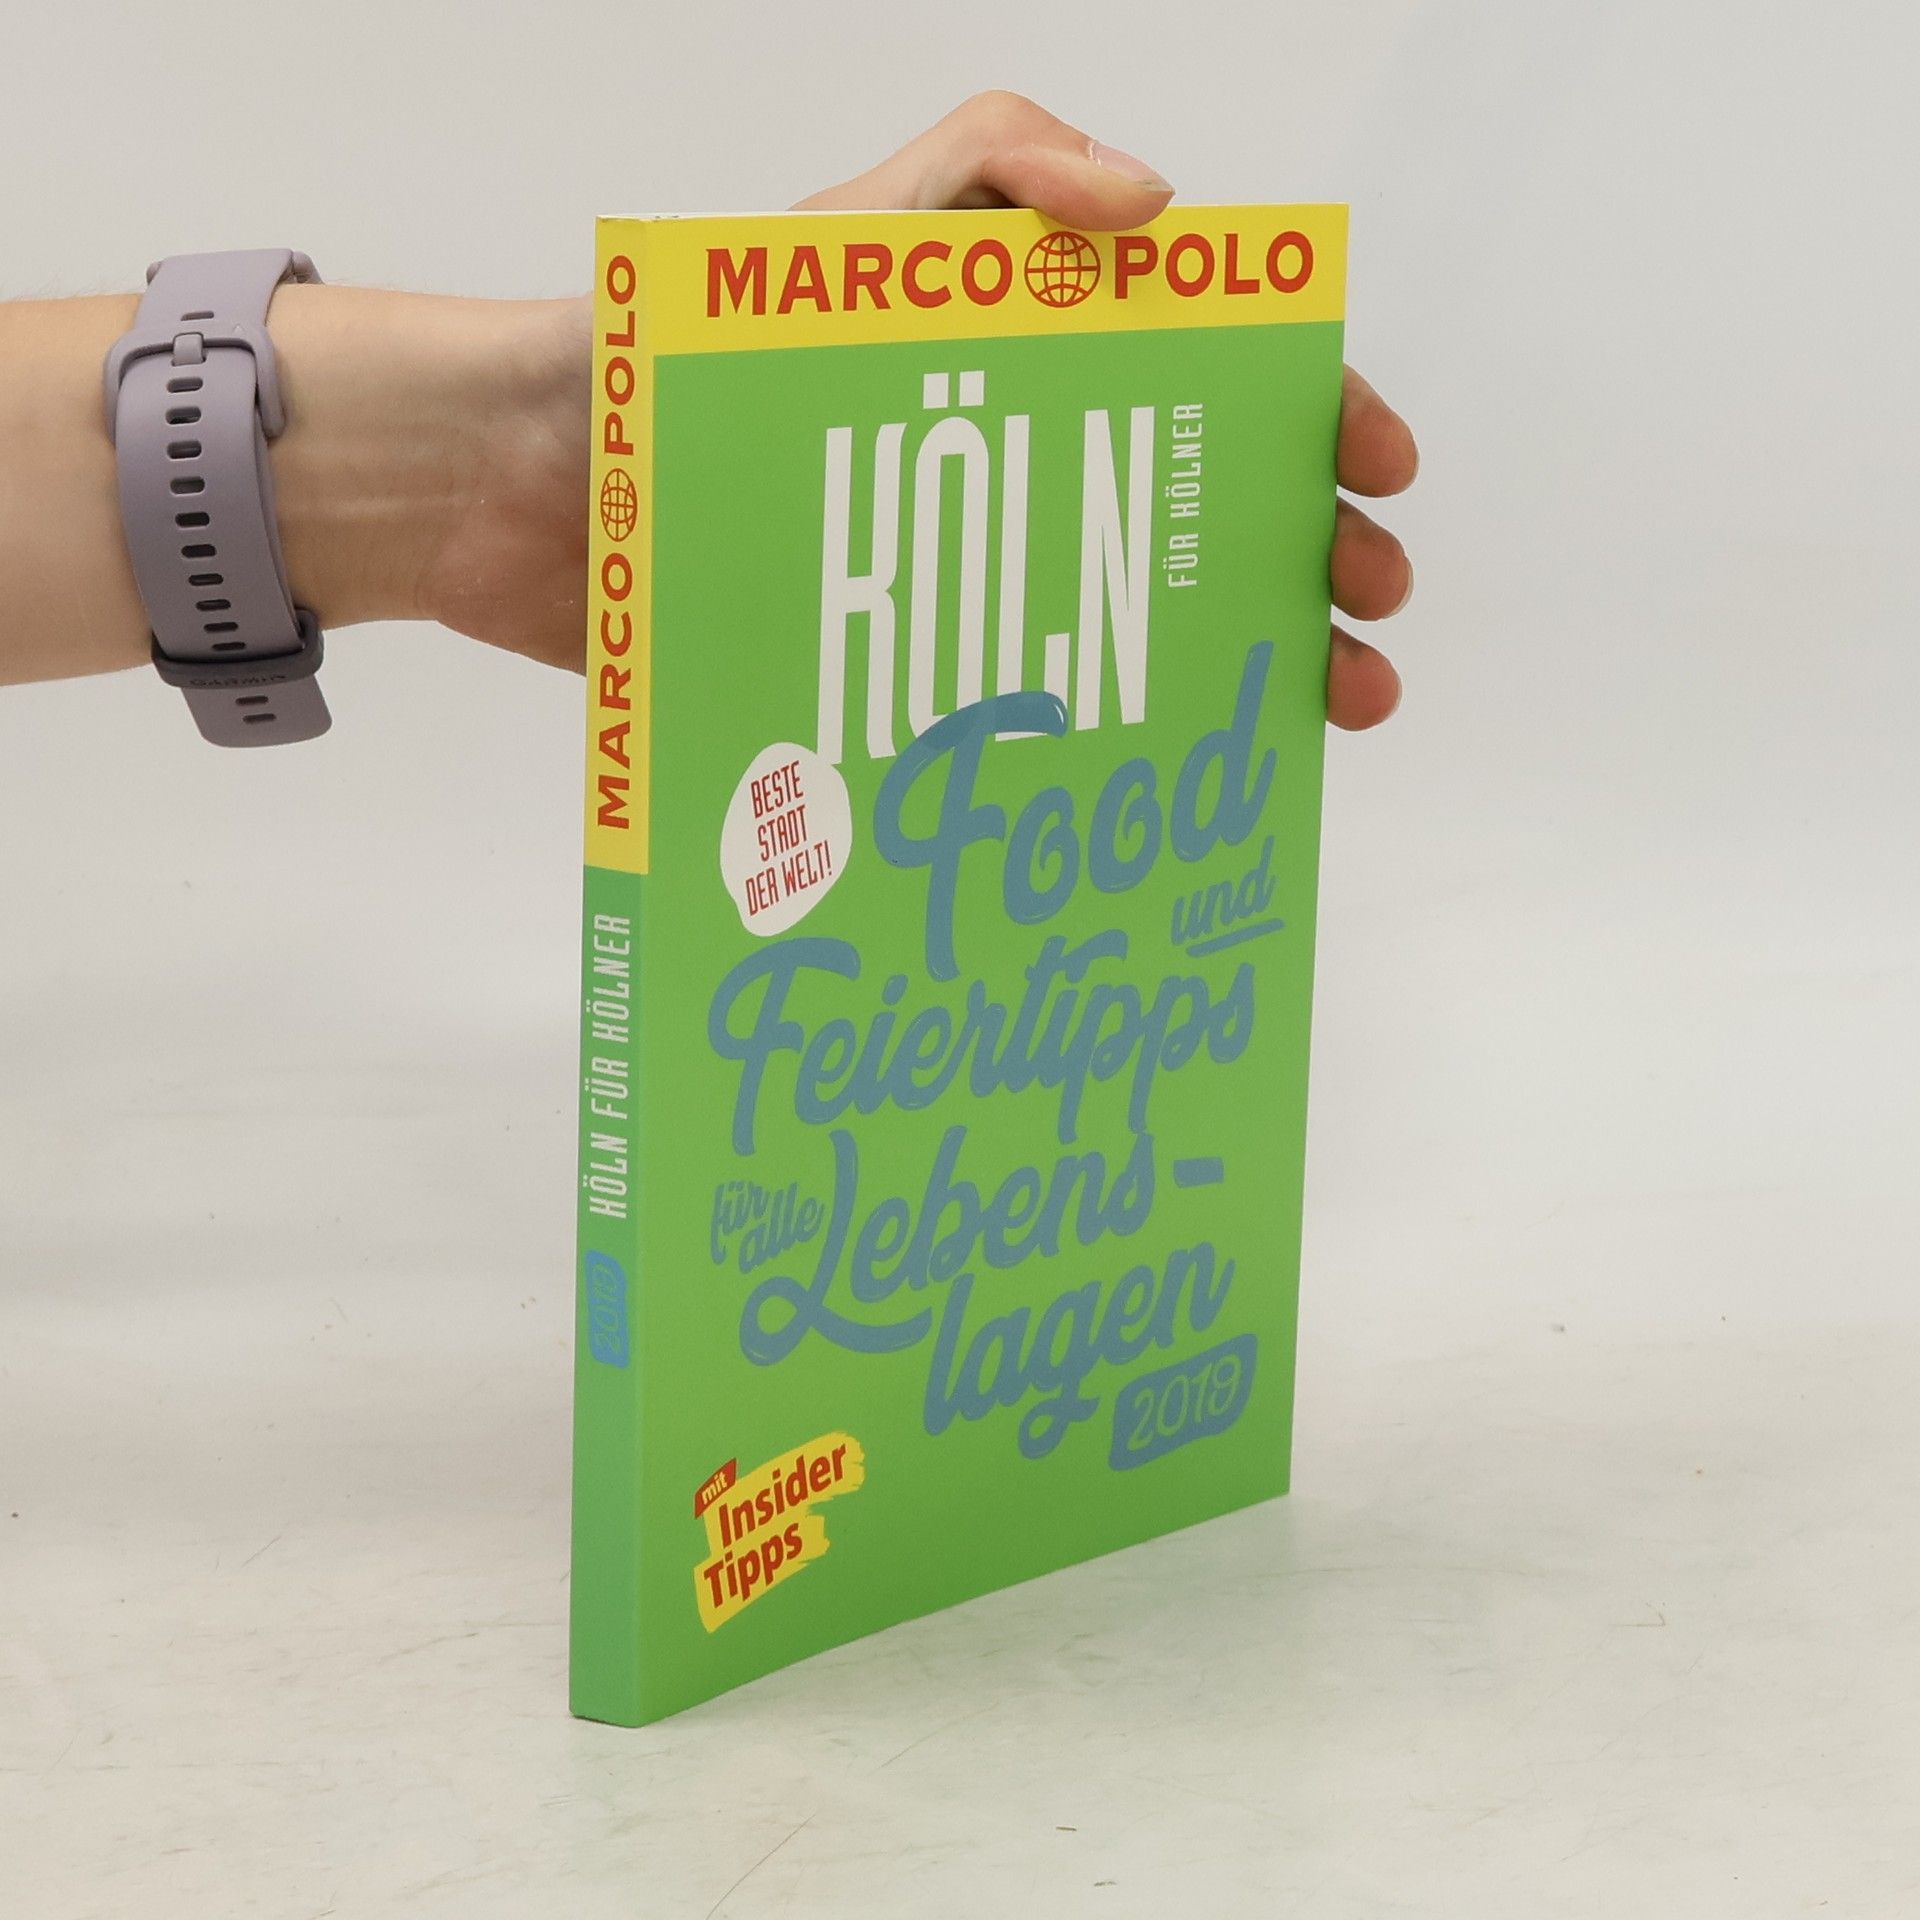 MARCO POLO
KÖLN FÜR KÖLNER
2019
MARCO POLO
KÖLN
FÜR KÖLNER
BESTE
STADT
DER WELT!
Food
und
Feiertipps
für
alle
Lebens-
lagen
2019
mit
Insider
Tipps
GARMIN